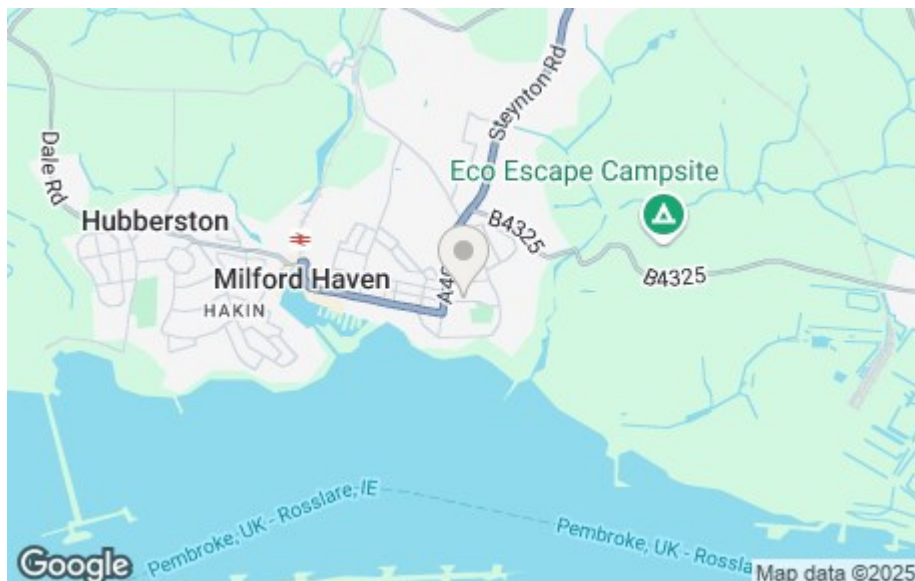 Steynton Rd
Dale Rd
Eco Escape Campsite
Hubberston
B4325
Milford Haven
A40
B4325
HAKIN
Pembroke, UK - Rosslare, IE
Pembroke, UK - Rossla
Google
Map data ©2025